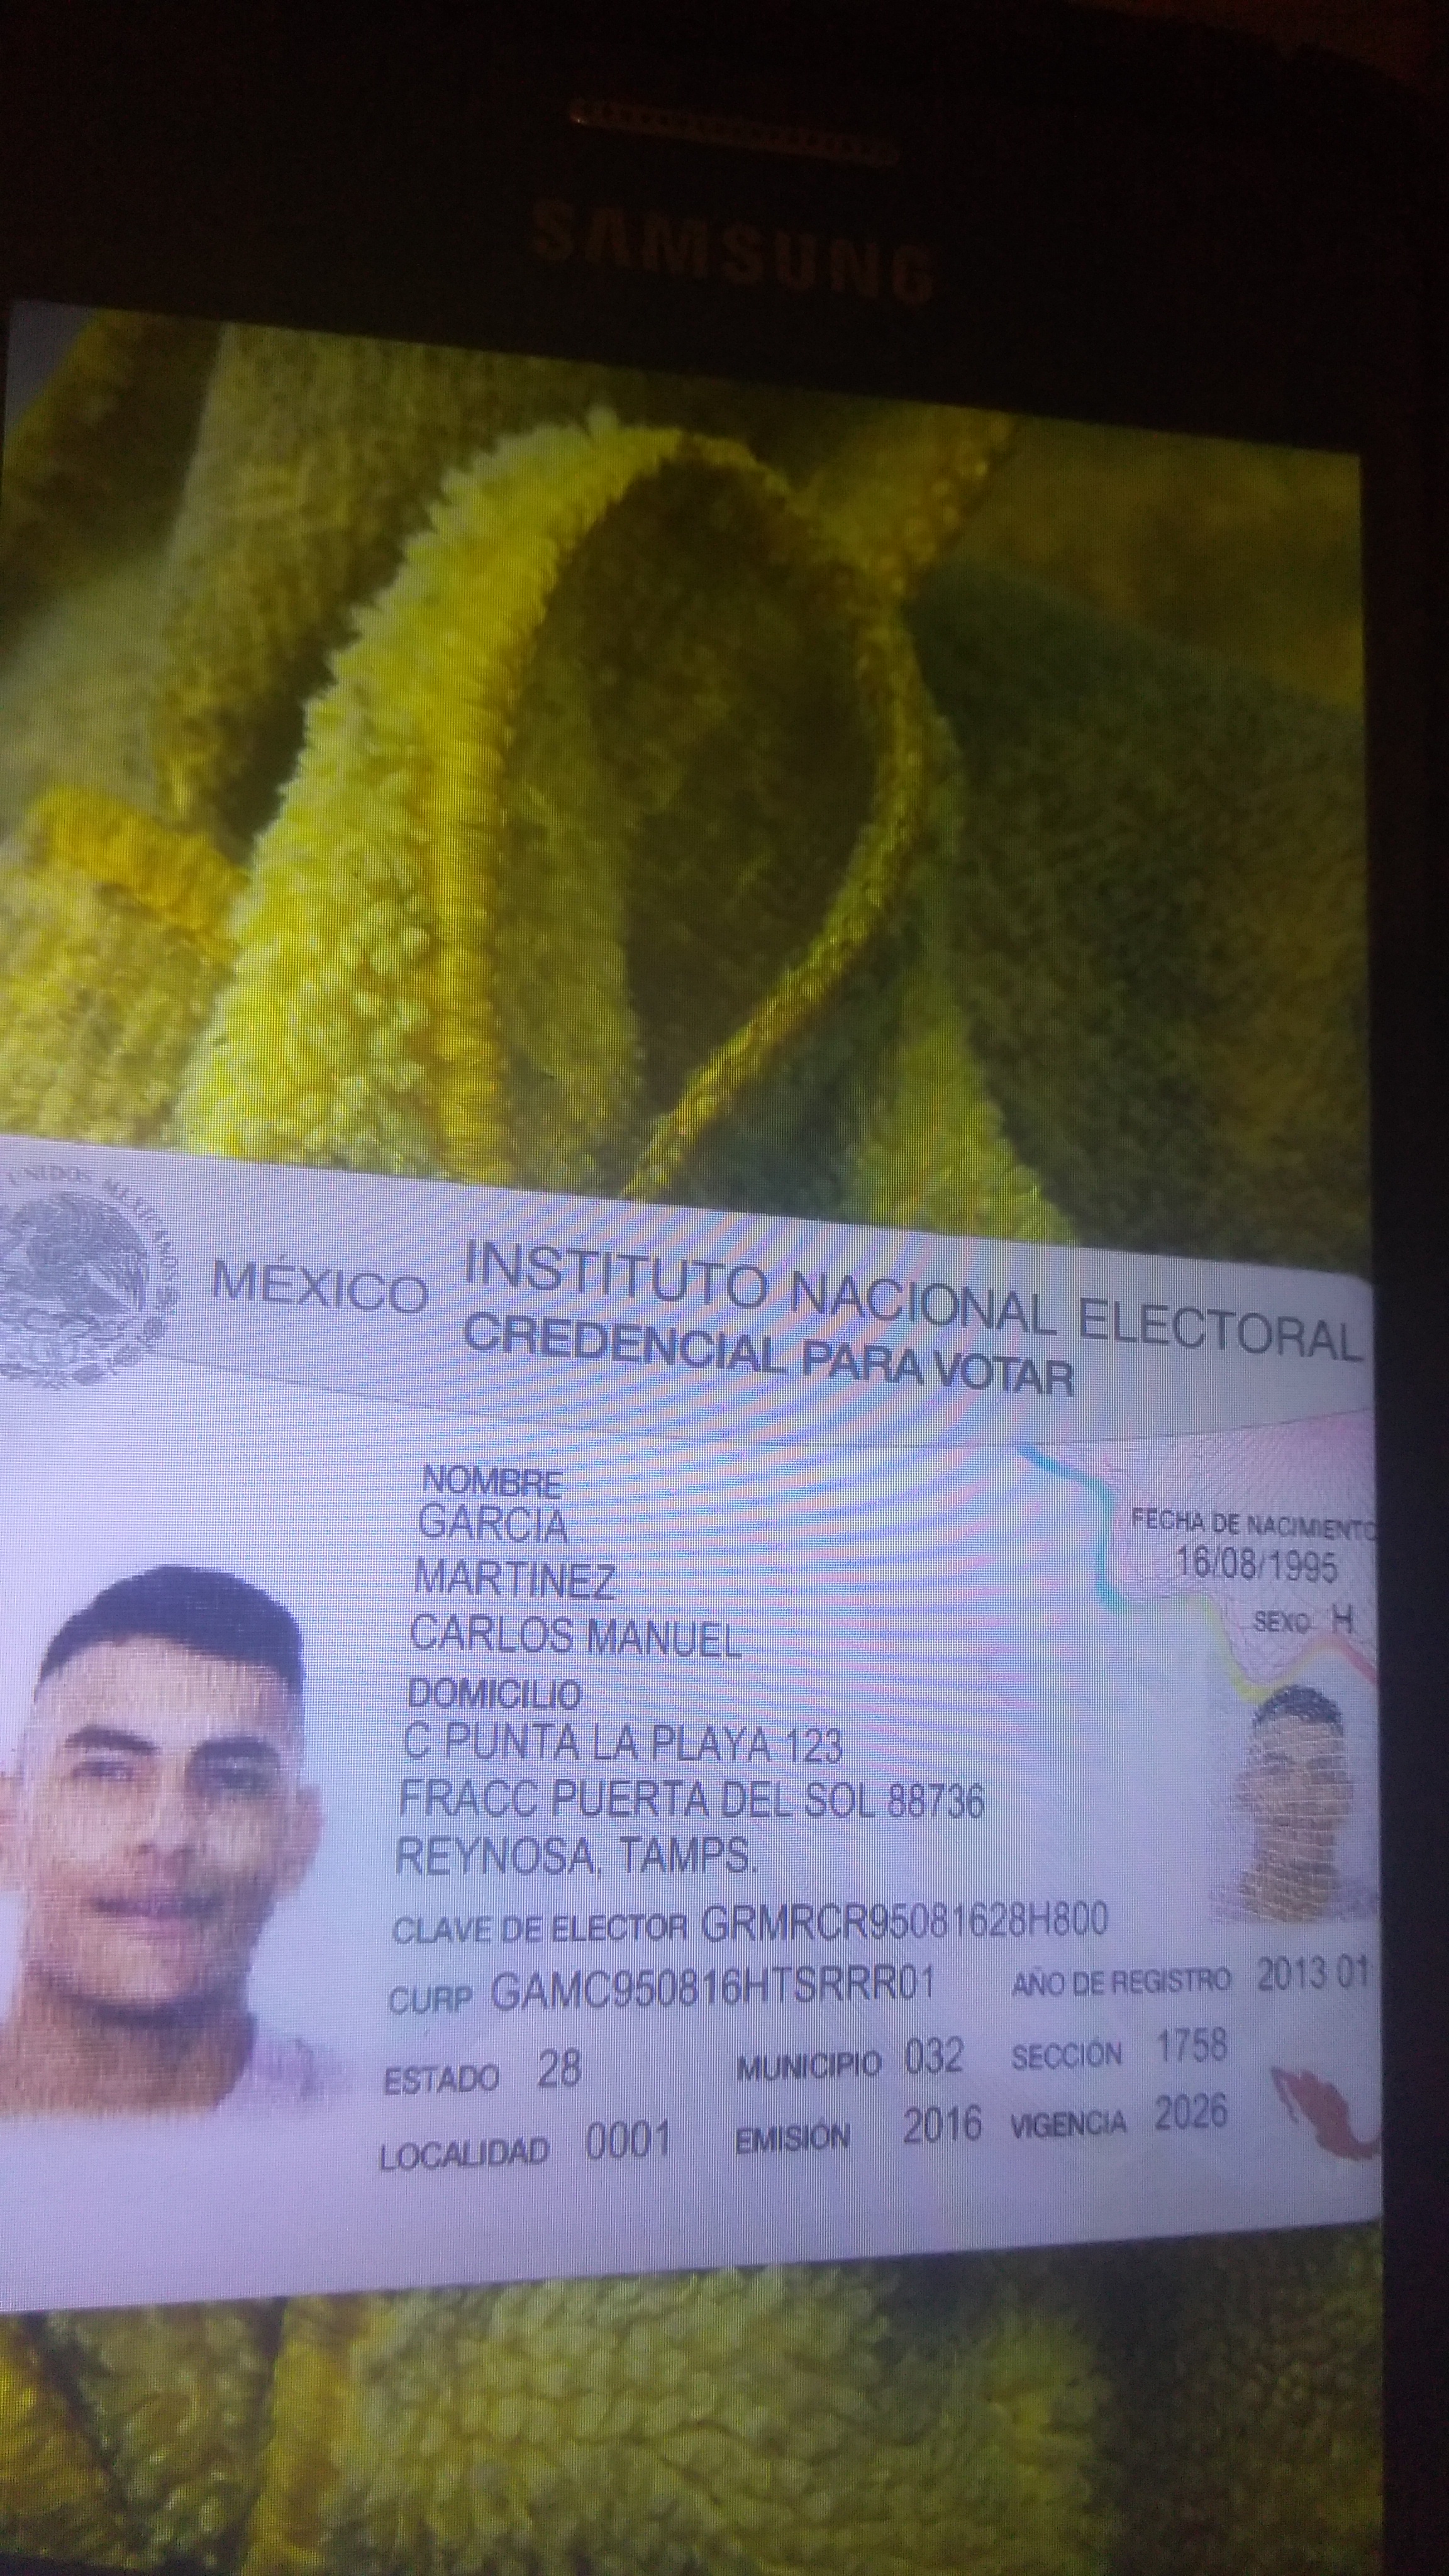 SAMSUNG
UNIDOS MEXICANOS
MÉXICO INSTITUTO NACIONAL ELECTORAL
CREDENCIAL PARA VOTAR
NOMBRE
GARCIA
MARTINEZ
CARLOS MANUEL
FECHA DE NACIMIENTO
16/08/1995
SEXO H
DOMICILIO
C PUNTA LA PLAYA 123
FRACC PUERTA DEL SOL 88736
REYNOSA, TAMPS.
CLAVE DE ELECTOR GRMRCR95081628H800
CURP GAMC950816HTSRRR01 AÑO DE REGISTRO 2013 01
ESTADO 28 MUNICIPIO 032 SECCIÓN 1758
LOCALIDAD 0001 EMISIÓN 2016 VIGENCIA 2026